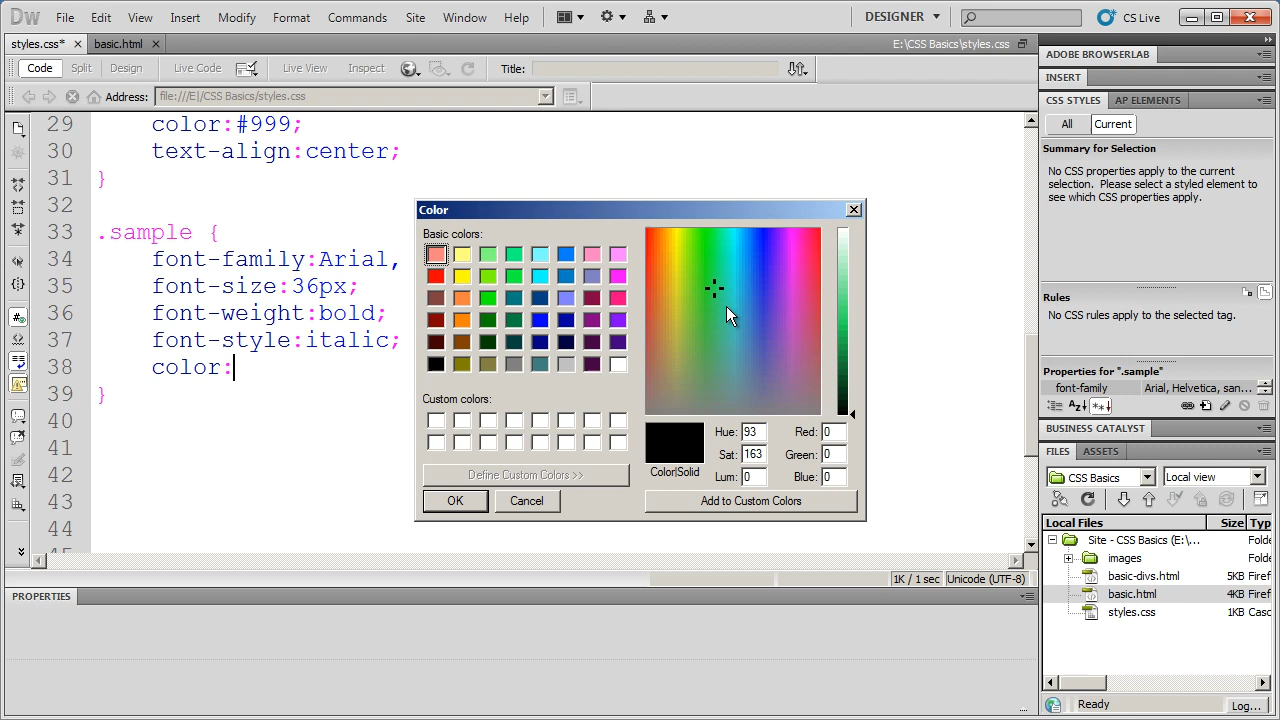 Dw File Edit View Insert Modify Format Commands Site Window Help DESIGNER CS Live
styles.css* basic.html E:\CSS Basics\styles.css
Code Split Design Live Code Live View Inspect Title:
Address: file:///E|/CSS Basics/styles.css
29 color:#999;
30 text-align:center;
31 }
32
33 .sample {
34 font-family:Arial,
35 font-size:36px;
36 font-weight:bold;
37 font-style:italic;
38 color:
39 }
40
41
42
43
44
1K / 1 sec Unicode (UTF-8)
PROPERTIES
Color
Basic colors:
Custom colors:
Define Custom Colors >>
OK Cancel
Hue: 93 Red: 0
Sat: 163 Green: 0
Color|Solid Lum: 0 Blue: 0
Add to Custom Colors
ADOBE BROWSERLAB
INSERT
CSS STYLES AP ELEMENTS
All Current
Summary for Selection
No CSS properties apply to the current
selection. Please select a styled element to
see which CSS properties apply.
Rules
No CSS rules apply to the selected tag.
Properties for ".sample"
font-family Arial, Helvetica, san...
BUSINESS CATALYST
FILES ASSETS
CSS Basics Local view
Local Files Size Typ
Site - CSS Basics (E:\... Folde
images Folde
basic-divs.html 5KB Firef
basic.html 4KB Firef
styles.css 1KB Casc
Ready Log...